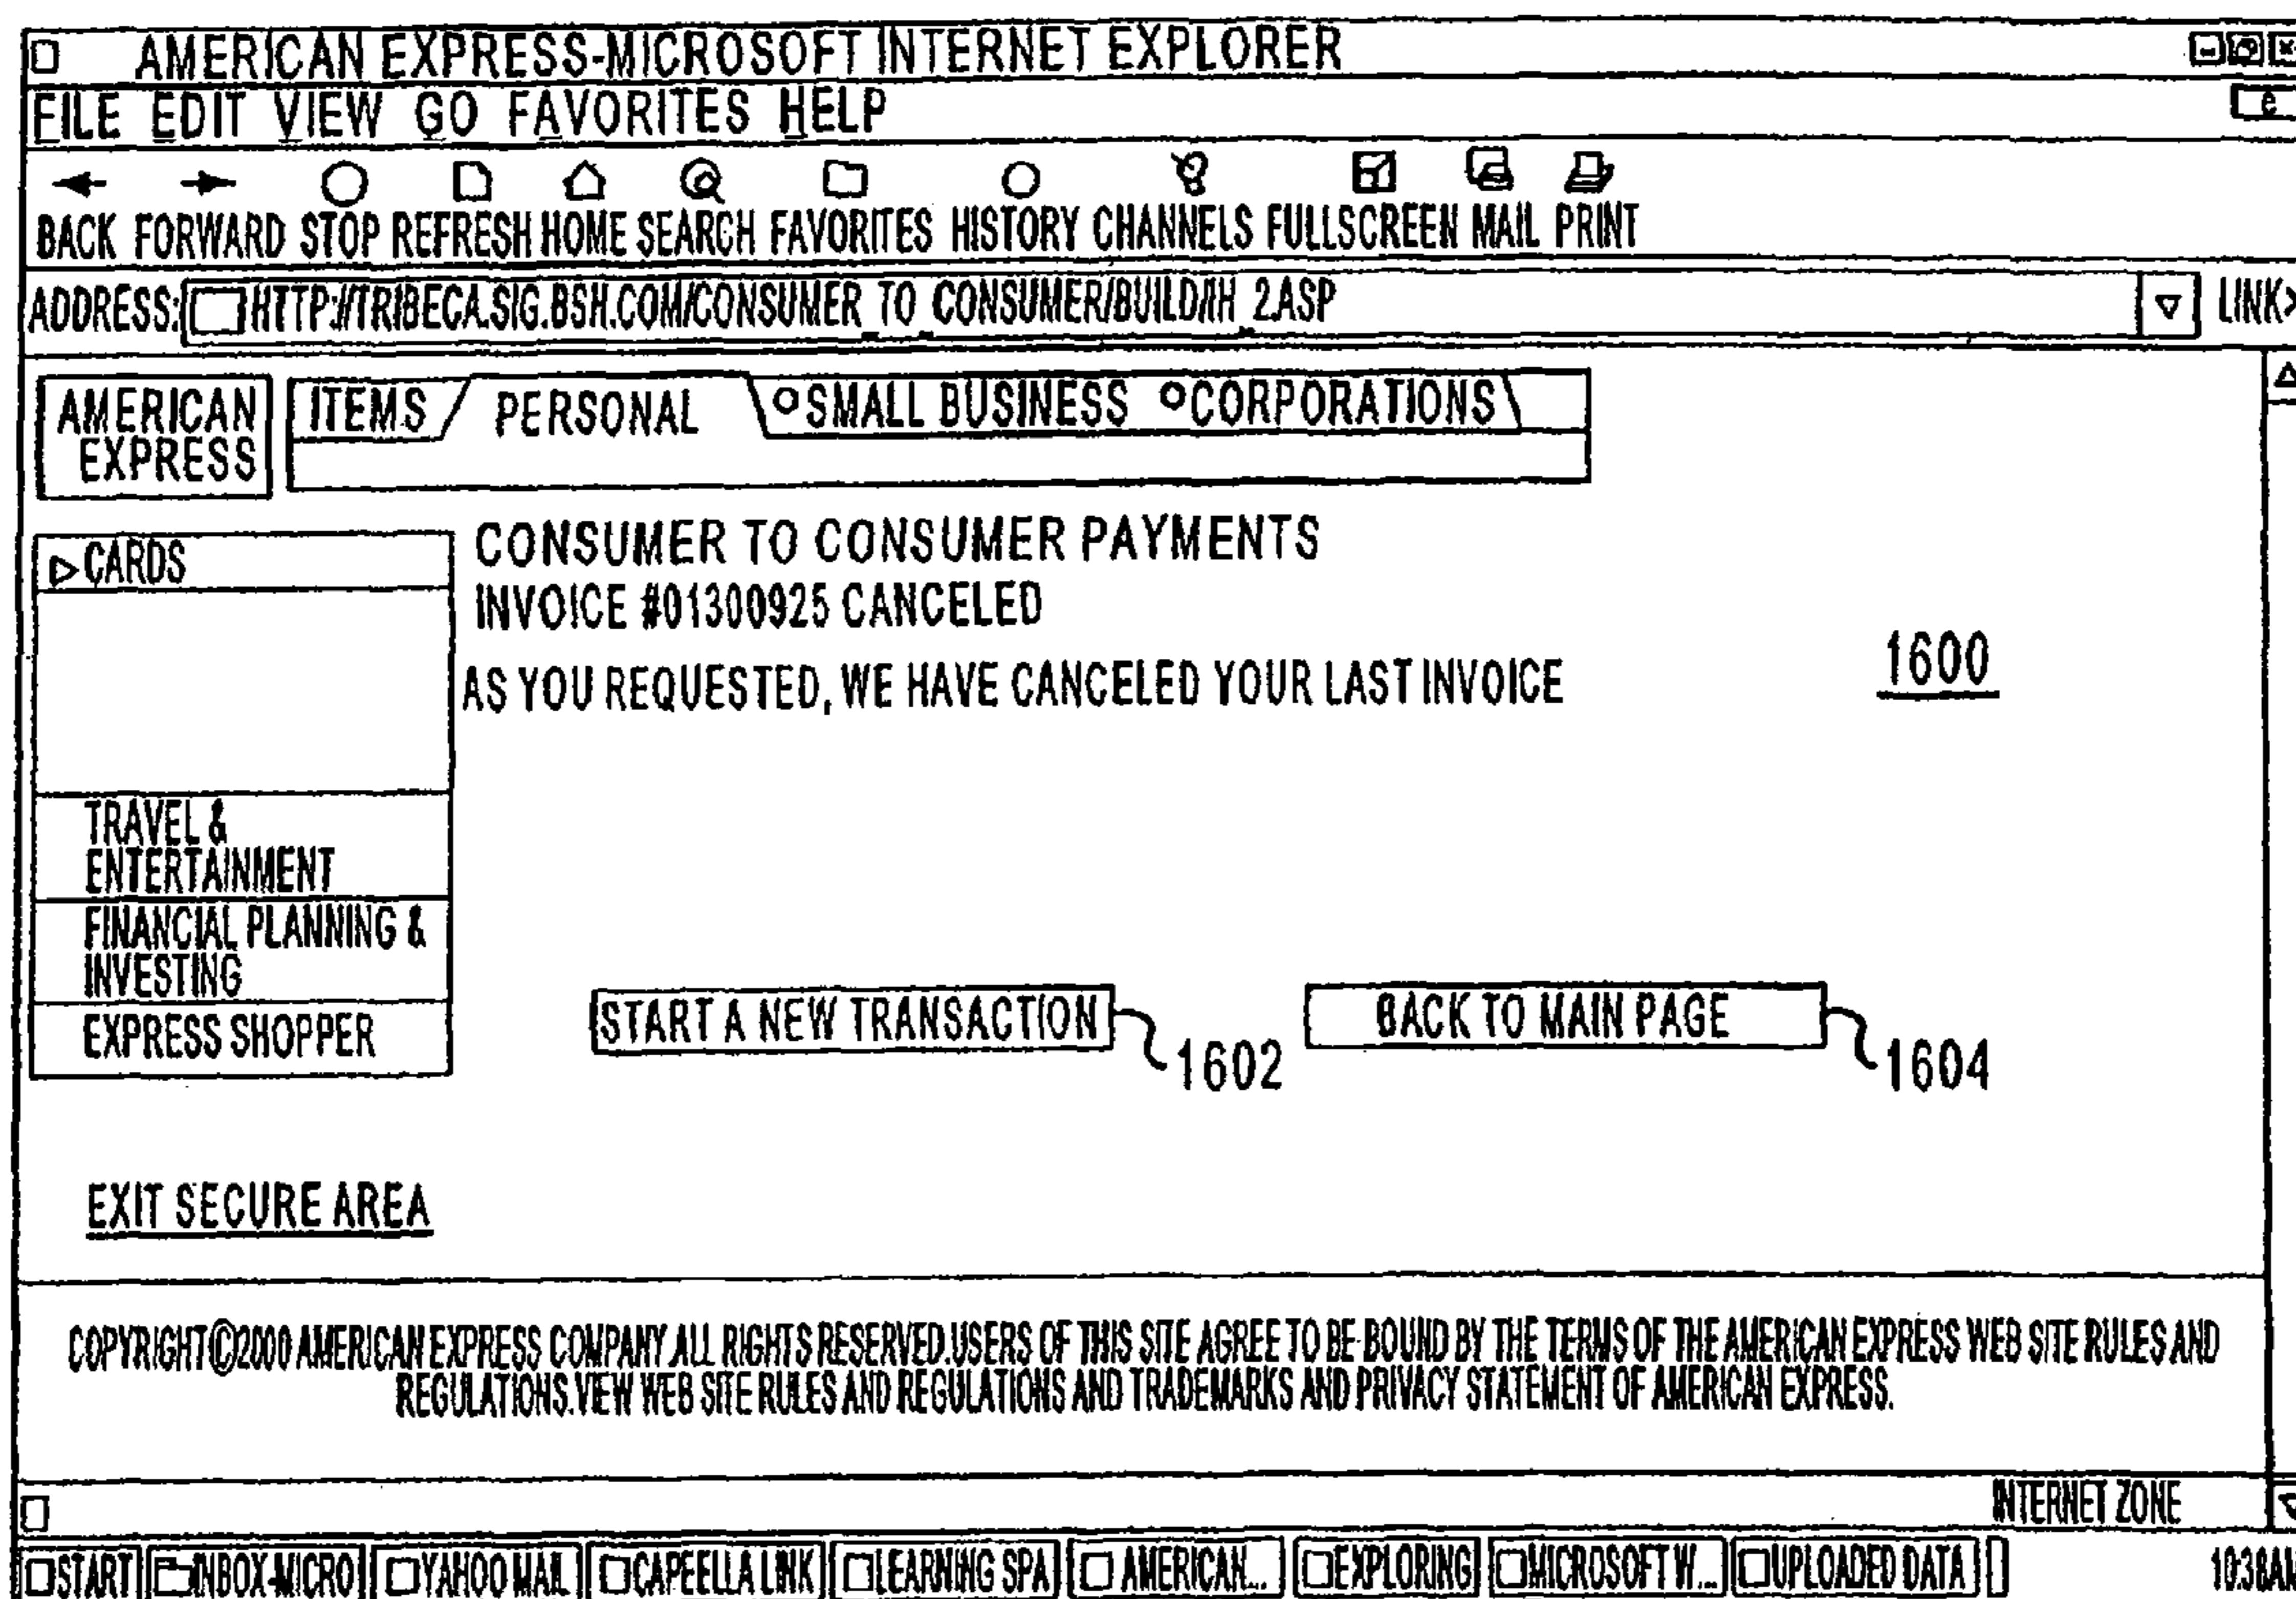 AMERICAN EXPRESS-MICROSOFT INTERNET EXPLORER
FILE EDIT VIEW GO FAVORITES HELP
BACK FORWARD STOP REFRESH HOME SEARCH FAVORITES HISTORY CHANNELS FULLSCREEN MAIL PRINT
ADDRESS: HTTP://TRIBECA.SIG.BSH.COM/CONSUMER_TO_CONSUMER/BUILD/IH_2.ASP LINK>
AMERICAN EXPRESS
ITEMS PERSONAL SMALL BUSINESS CORPORATIONS
CARDS
TRAVEL &
ENTERTAINMENT
FINANCIAL PLANNING &
INVESTING
EXPRESS SHOPPER
CONSUMER TO CONSUMER PAYMENTS
INVOICE #01300925 CANCELED
AS YOU REQUESTED, WE HAVE CANCELED YOUR LAST INVOICE
1600
START A NEW TRANSACTION 1602
BACK TO MAIN PAGE 1604
EXIT SECURE AREA
COPYRIGHT©2000 AMERICAN EXPRESS COMPANY.ALL RIGHTS RESERVED.USERS OF THIS SITE AGREE TO BE BOUND BY THE TERMS OF THE AMERICAN EXPRESS WEB SITE RULES AND
REGULATIONS.VIEW WEB SITE RULES AND REGULATIONS AND TRADEMARKS AND PRIVACY STATEMENT OF AMERICAN EXPRESS.
INTERNET ZONE
START INBOX-MICRO YAHOO MAIL CAPEELLA LINK LEARNING SPA AMERICAN... EXPLORING MICROSOFT W... UPLOADED DATA 10:38AM